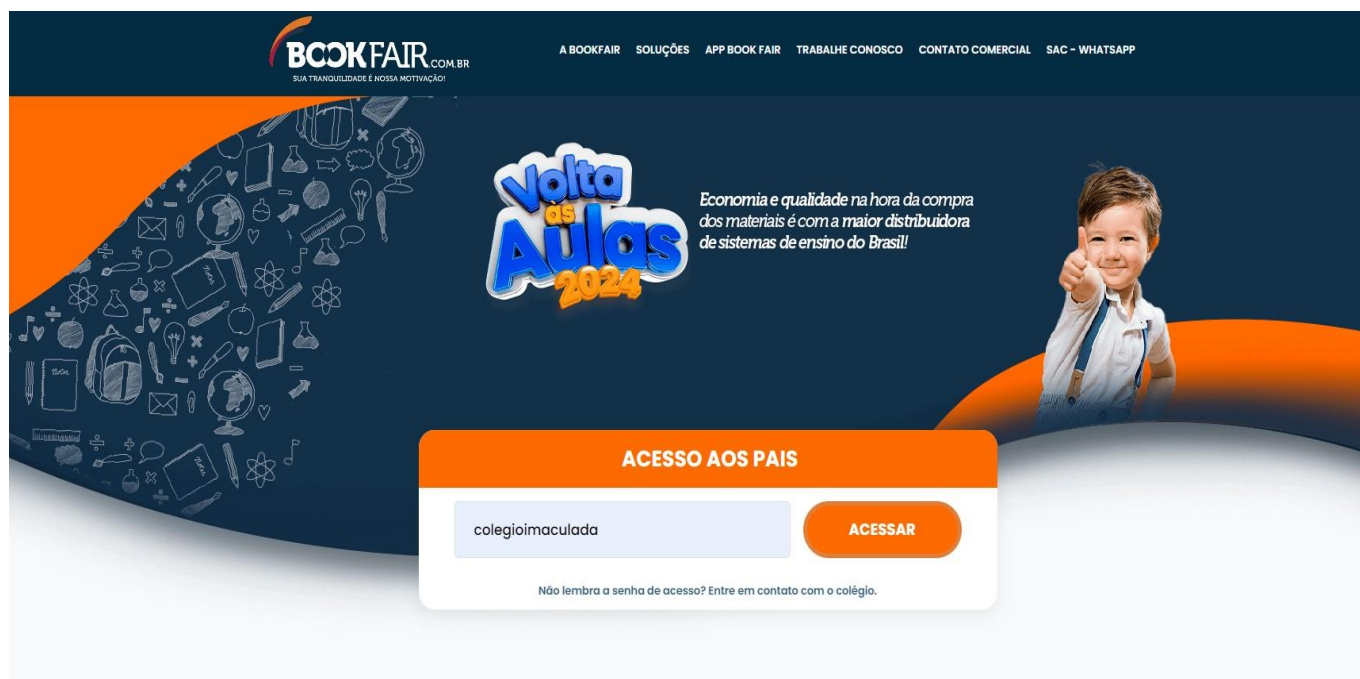 BOOKFAIR.COM.BR
SUA TRANQUILIDADE É NOSSA MOTIVAÇÃO!
A BOOKFAIR SOLUÇÕES APP BOOK FAIR TRABALHE CONOSCO CONTATO COMERCIAL SAC - WHATSAPP
Volta
às
Aulas
2024
Economia e qualidade na hora da compra
dos materiais é com a maior distribuidora
de sistemas de ensino do Brasil!
Notes
ACESSO AOS PAIS
colegioimaculada
ACESSAR
Não lembra a senha de acesso? Entre em contato com o colégio.